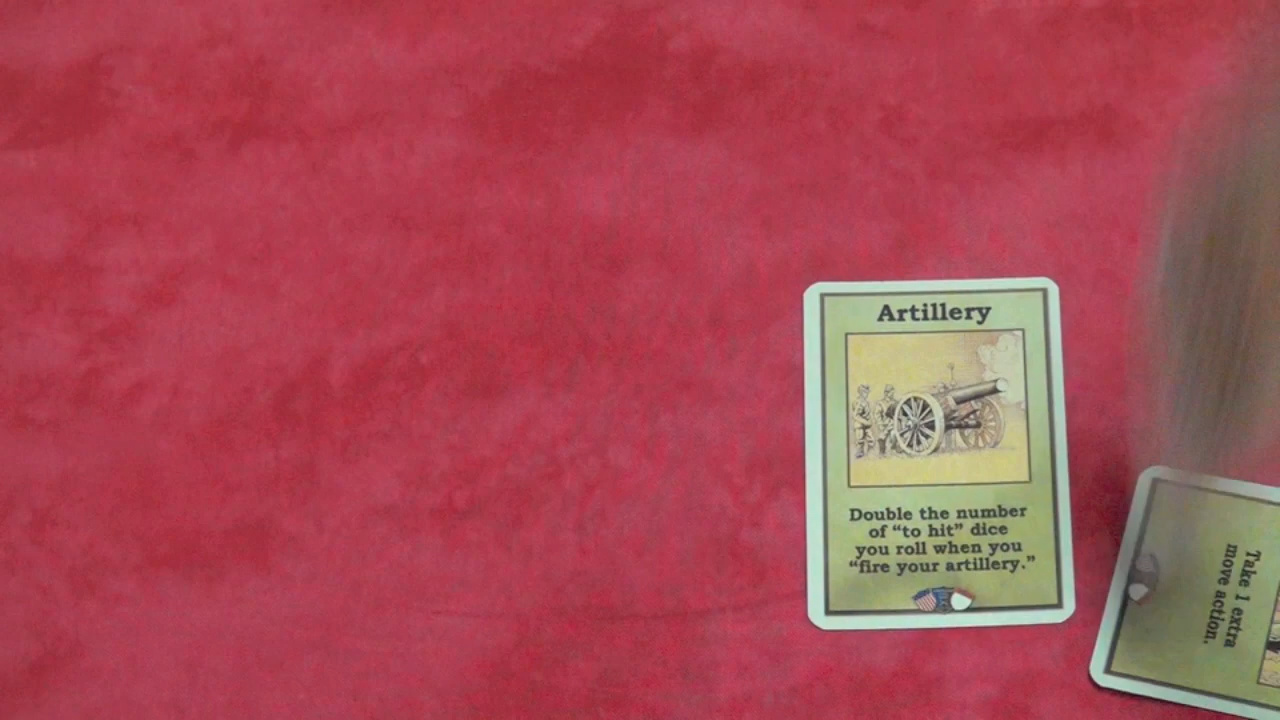 Artillery
Double the number
of “to hit” dice
you roll when you
“fire your artillery.”
Take 1 extra
move action.